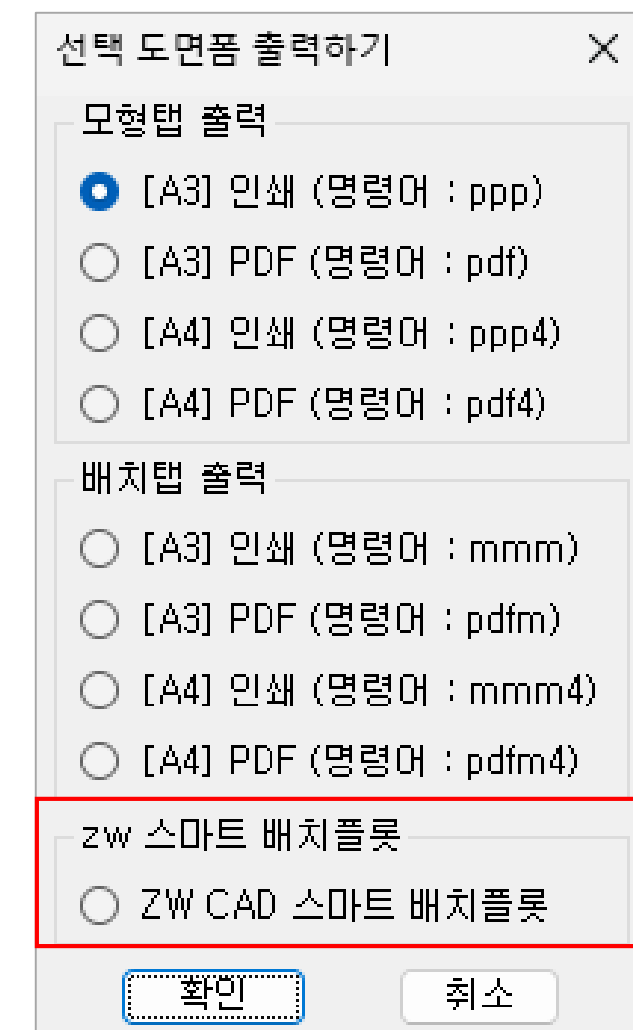 선택 도면폼 출력하기
모형탭 출력
[A3] 인쇄 (명령어 : ppp)
[A3] PDF (명령어 : pdf)
[A4] 인쇄 (명령어 : ppp4)
[A4] PDF (명령어 : pdf4)
배치탭 출력
[A3] 인쇄 (명령어 : mmm)
[A3] PDF (명령어 : pdfm)
[A4] 인쇄 (명령어 : mmm4)
[A4] PDF (명령어 : pdfm4)
zw 스마트 배치플롯
ZW CAD 스마트 배치플롯
확인 취소